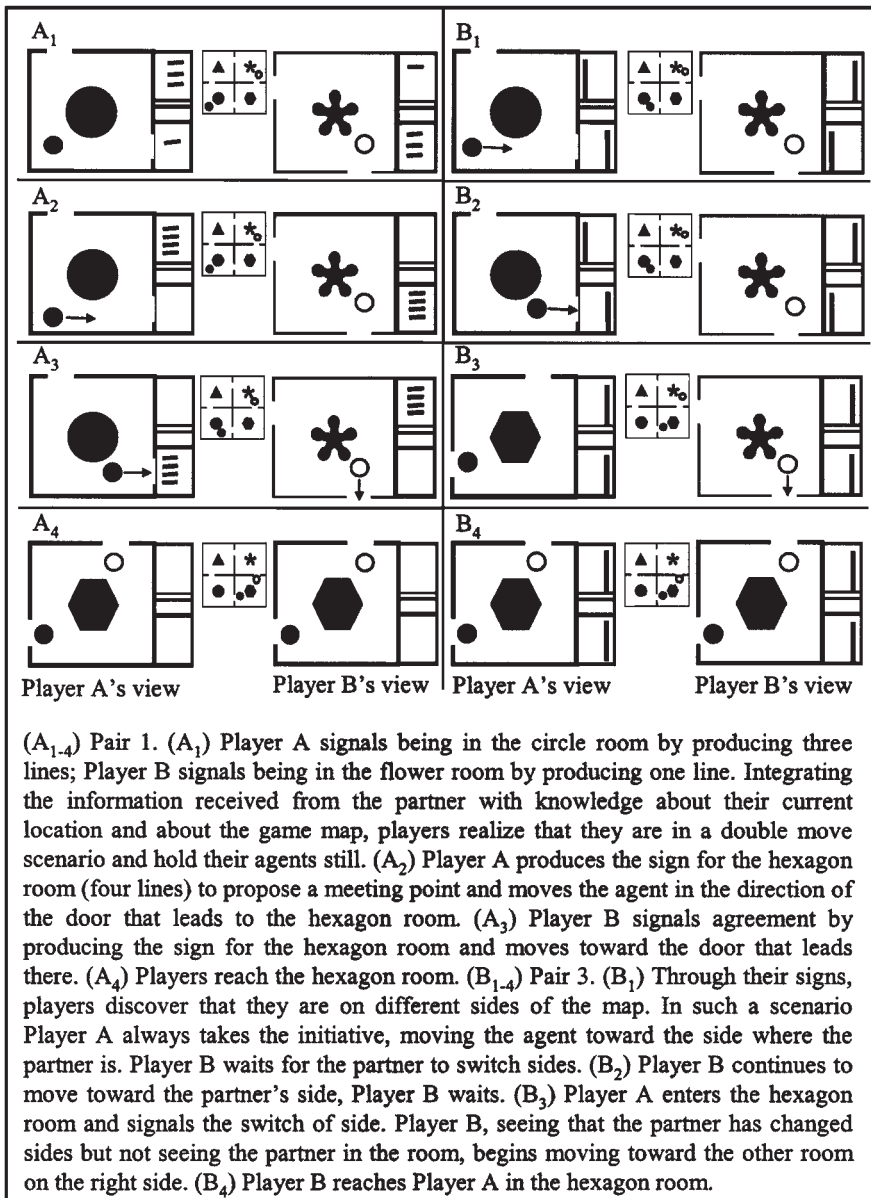 A1
B1
A2
B2
A3
B3
A4
B4
Player A's view
Player B's view
Player A's view
Player B's view
(A1-4) Pair 1. (A1) Player A signals being in the circle room by producing three
lines; Player B signals being in the flower room by producing one line. Integrating
the information received from the partner with knowledge about their current
location and about the game map, players realize that they are in a double move
scenario and hold their agents still. (A2) Player A produces the sign for the hexagon
room (four lines) to propose a meeting point and moves the agent in the direction of
the door that leads to the hexagon room. (A3) Player B signals agreement by
producing the sign for the hexagon room and moves toward the door that leads
there. (A4) Players reach the hexagon room. (B1-4) Pair 3. (B1) Through their signs,
players discover that they are on different sides of the map. In such a scenario
Player A always takes the initiative, moving the agent toward the side where the
partner is. Player B waits for the partner to switch sides. (B2) Player B continues to
move toward the partner's side, Player B waits. (B3) Player A enters the hexagon
room and signals the switch of side. Player B, seeing that the partner has changed
sides but not seeing the partner in the room, begins moving toward the other room
on the right side. (B4) Player B reaches Player A in the hexagon room.